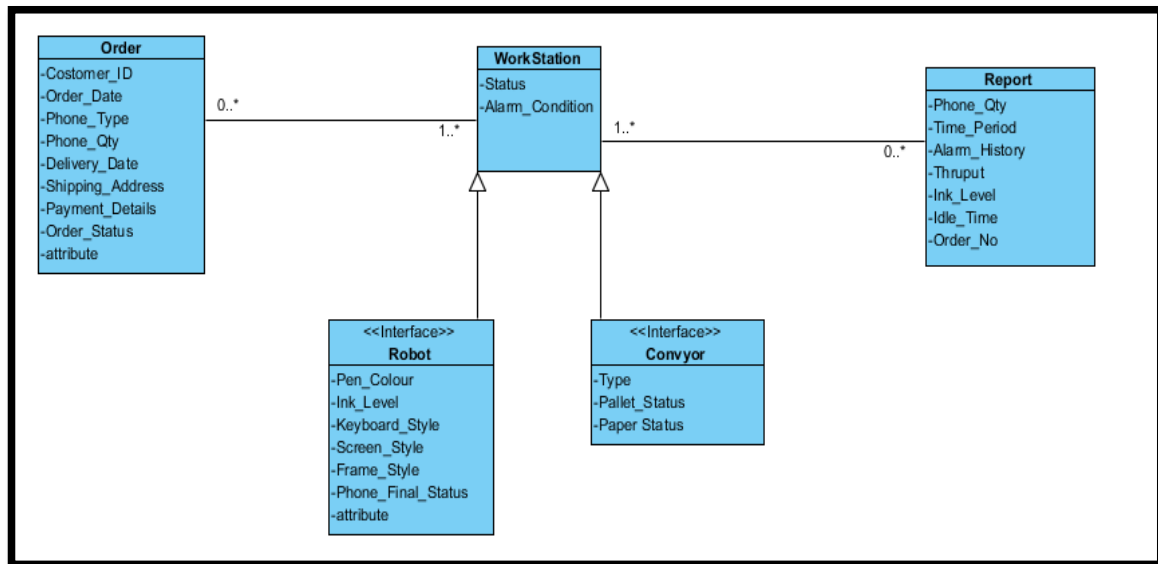 Order
-Costomer_ID
-Order_Date
-Phone_Type
-Phone_Qty
-Delivery_Date
-Shipping_Address
-Payment_Details
-Order_Status
-attribute
0..*
1..*
WorkStation
-Status
-Alarm_Condition
1..*
0..*
Report
-Phone_Qty
-Time_Period
-Alarm_History
-Thruput
-Ink_Level
-Idle_Time
-Order_No
<<Interface>>
Robot
-Pen_Colour
-Ink_Level
-Keyboard_Style
-Screen_Style
-Frame_Style
-Phone_Final_Status
-attribute
<<Interface>>
Convyor
-Type
-Pallet_Status
-Paper Status